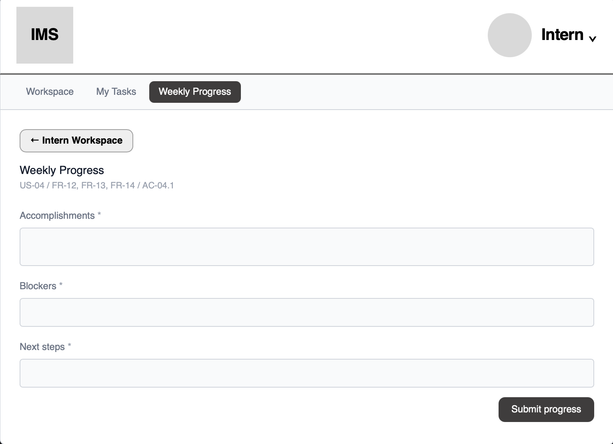 IMS
Intern
Workspace
My Tasks
Weekly Progress
← Intern Workspace
Weekly Progress
US-04 / FR-12, FR-13, FR-14 / AC-04.1
Accomplishments *
Blockers *
Next steps *
Submit progress